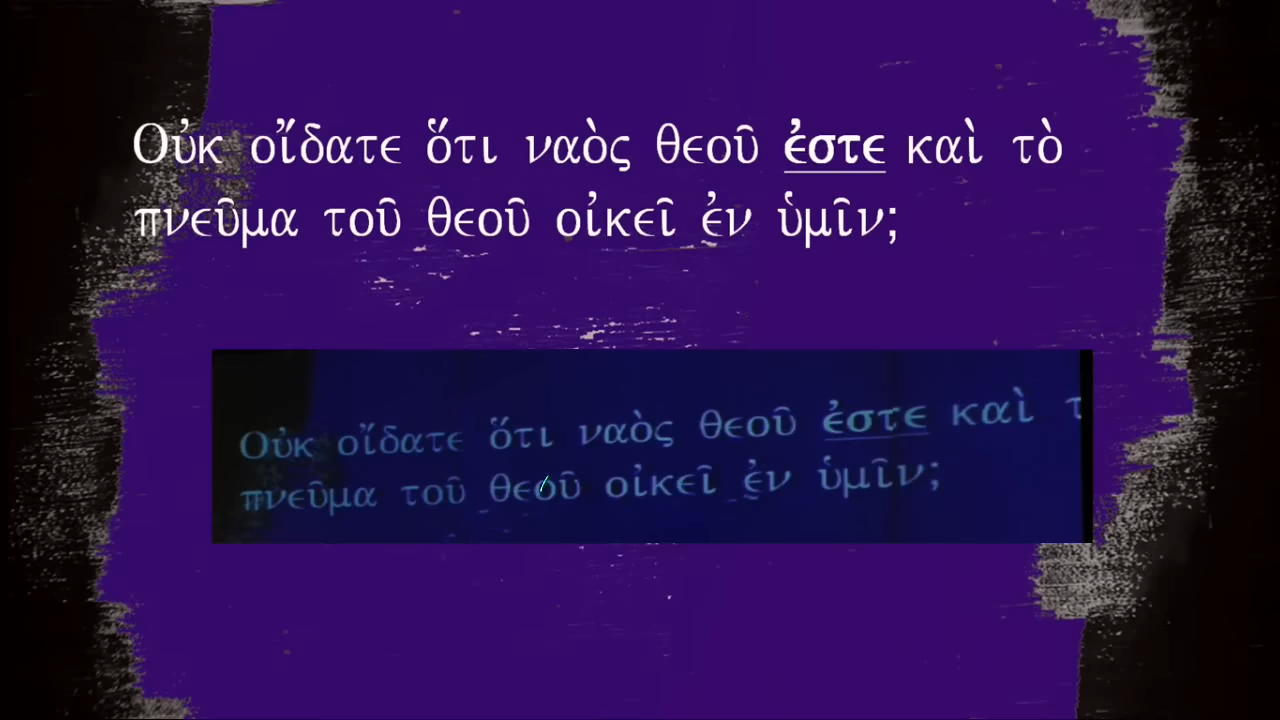 Οὐκ οἴδατε ὅτι ναὸς θεοῦ ἐστε καὶ τὸ
πνεῦμα τοῦ θεοῦ οἰκεῖ ἐν ὑμῖν;
Οὐκ οἴδατε ὅτι ναὸς θεοῦ ἐστε καὶ τ
πνεῦμα τοῦ θεοῦ οἰκεῖ ἐν ὑμῖν;